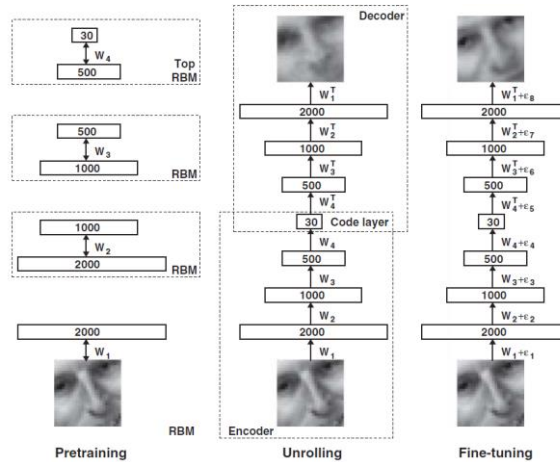 30
W₄
Top
500
RBM
500
W₃
1000
RBM
1000
W₂
2000
RBM
2000
W₁
RBM
Pretraining
Decoder
W₁ᵀ
2000
W₂ᵀ
1000
W₃ᵀ
500
W₄ᵀ
30 Code layer
W₄
500
W₃
1000
W₂
2000
W₁
Encoder
Unrolling
W₁ᵀ+ε₈
2000
W₂ᵀ+ε₇
1000
W₃ᵀ+ε₆
500
W₄ᵀ+ε₅
30
W₄+ε₄
500
W₃+ε₃
1000
W₂+ε₂
2000
W₁+ε₁
Fine-tuning